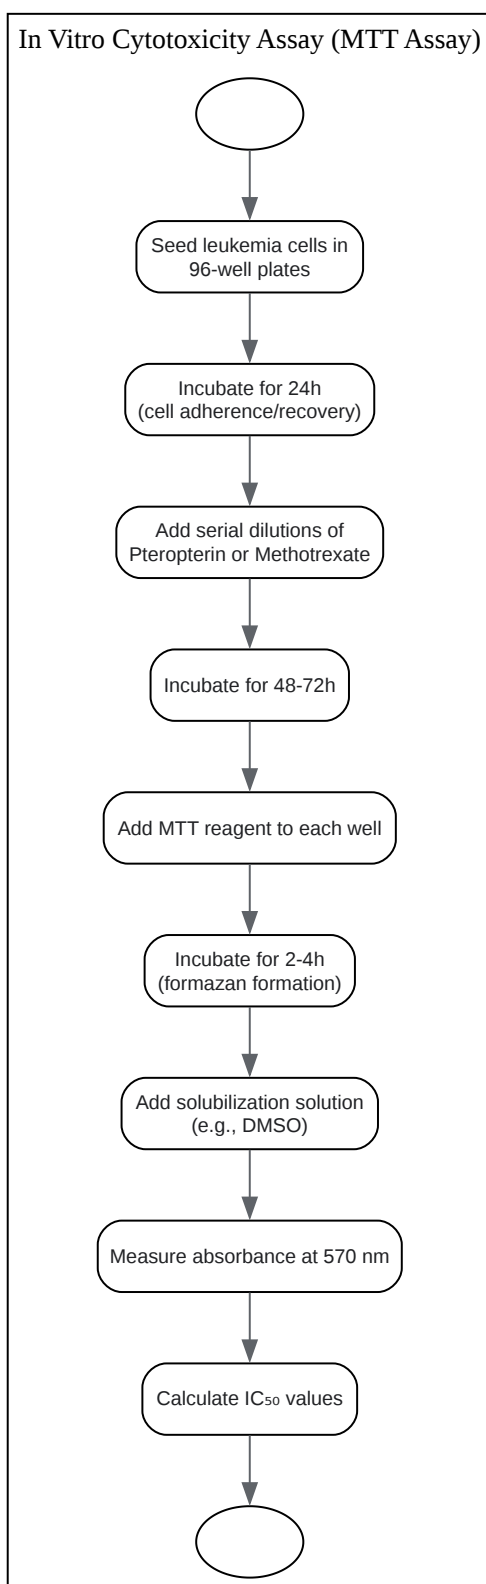 In Vitro Cytotoxicity Assay (MTT Assay)
Seed leukemia cells in
96-well plates
Incubate for 24h
(cell adherence/recovery)
Add serial dilutions of
Pteropterin or Methotrexate
Incubate for 48-72h
Add MTT reagent to each well
Incubate for 2-4h
(formazan formation)
Add solubilization solution
(e.g., DMSO)
Measure absorbance at 570 nm
Calculate IC₅₀ values